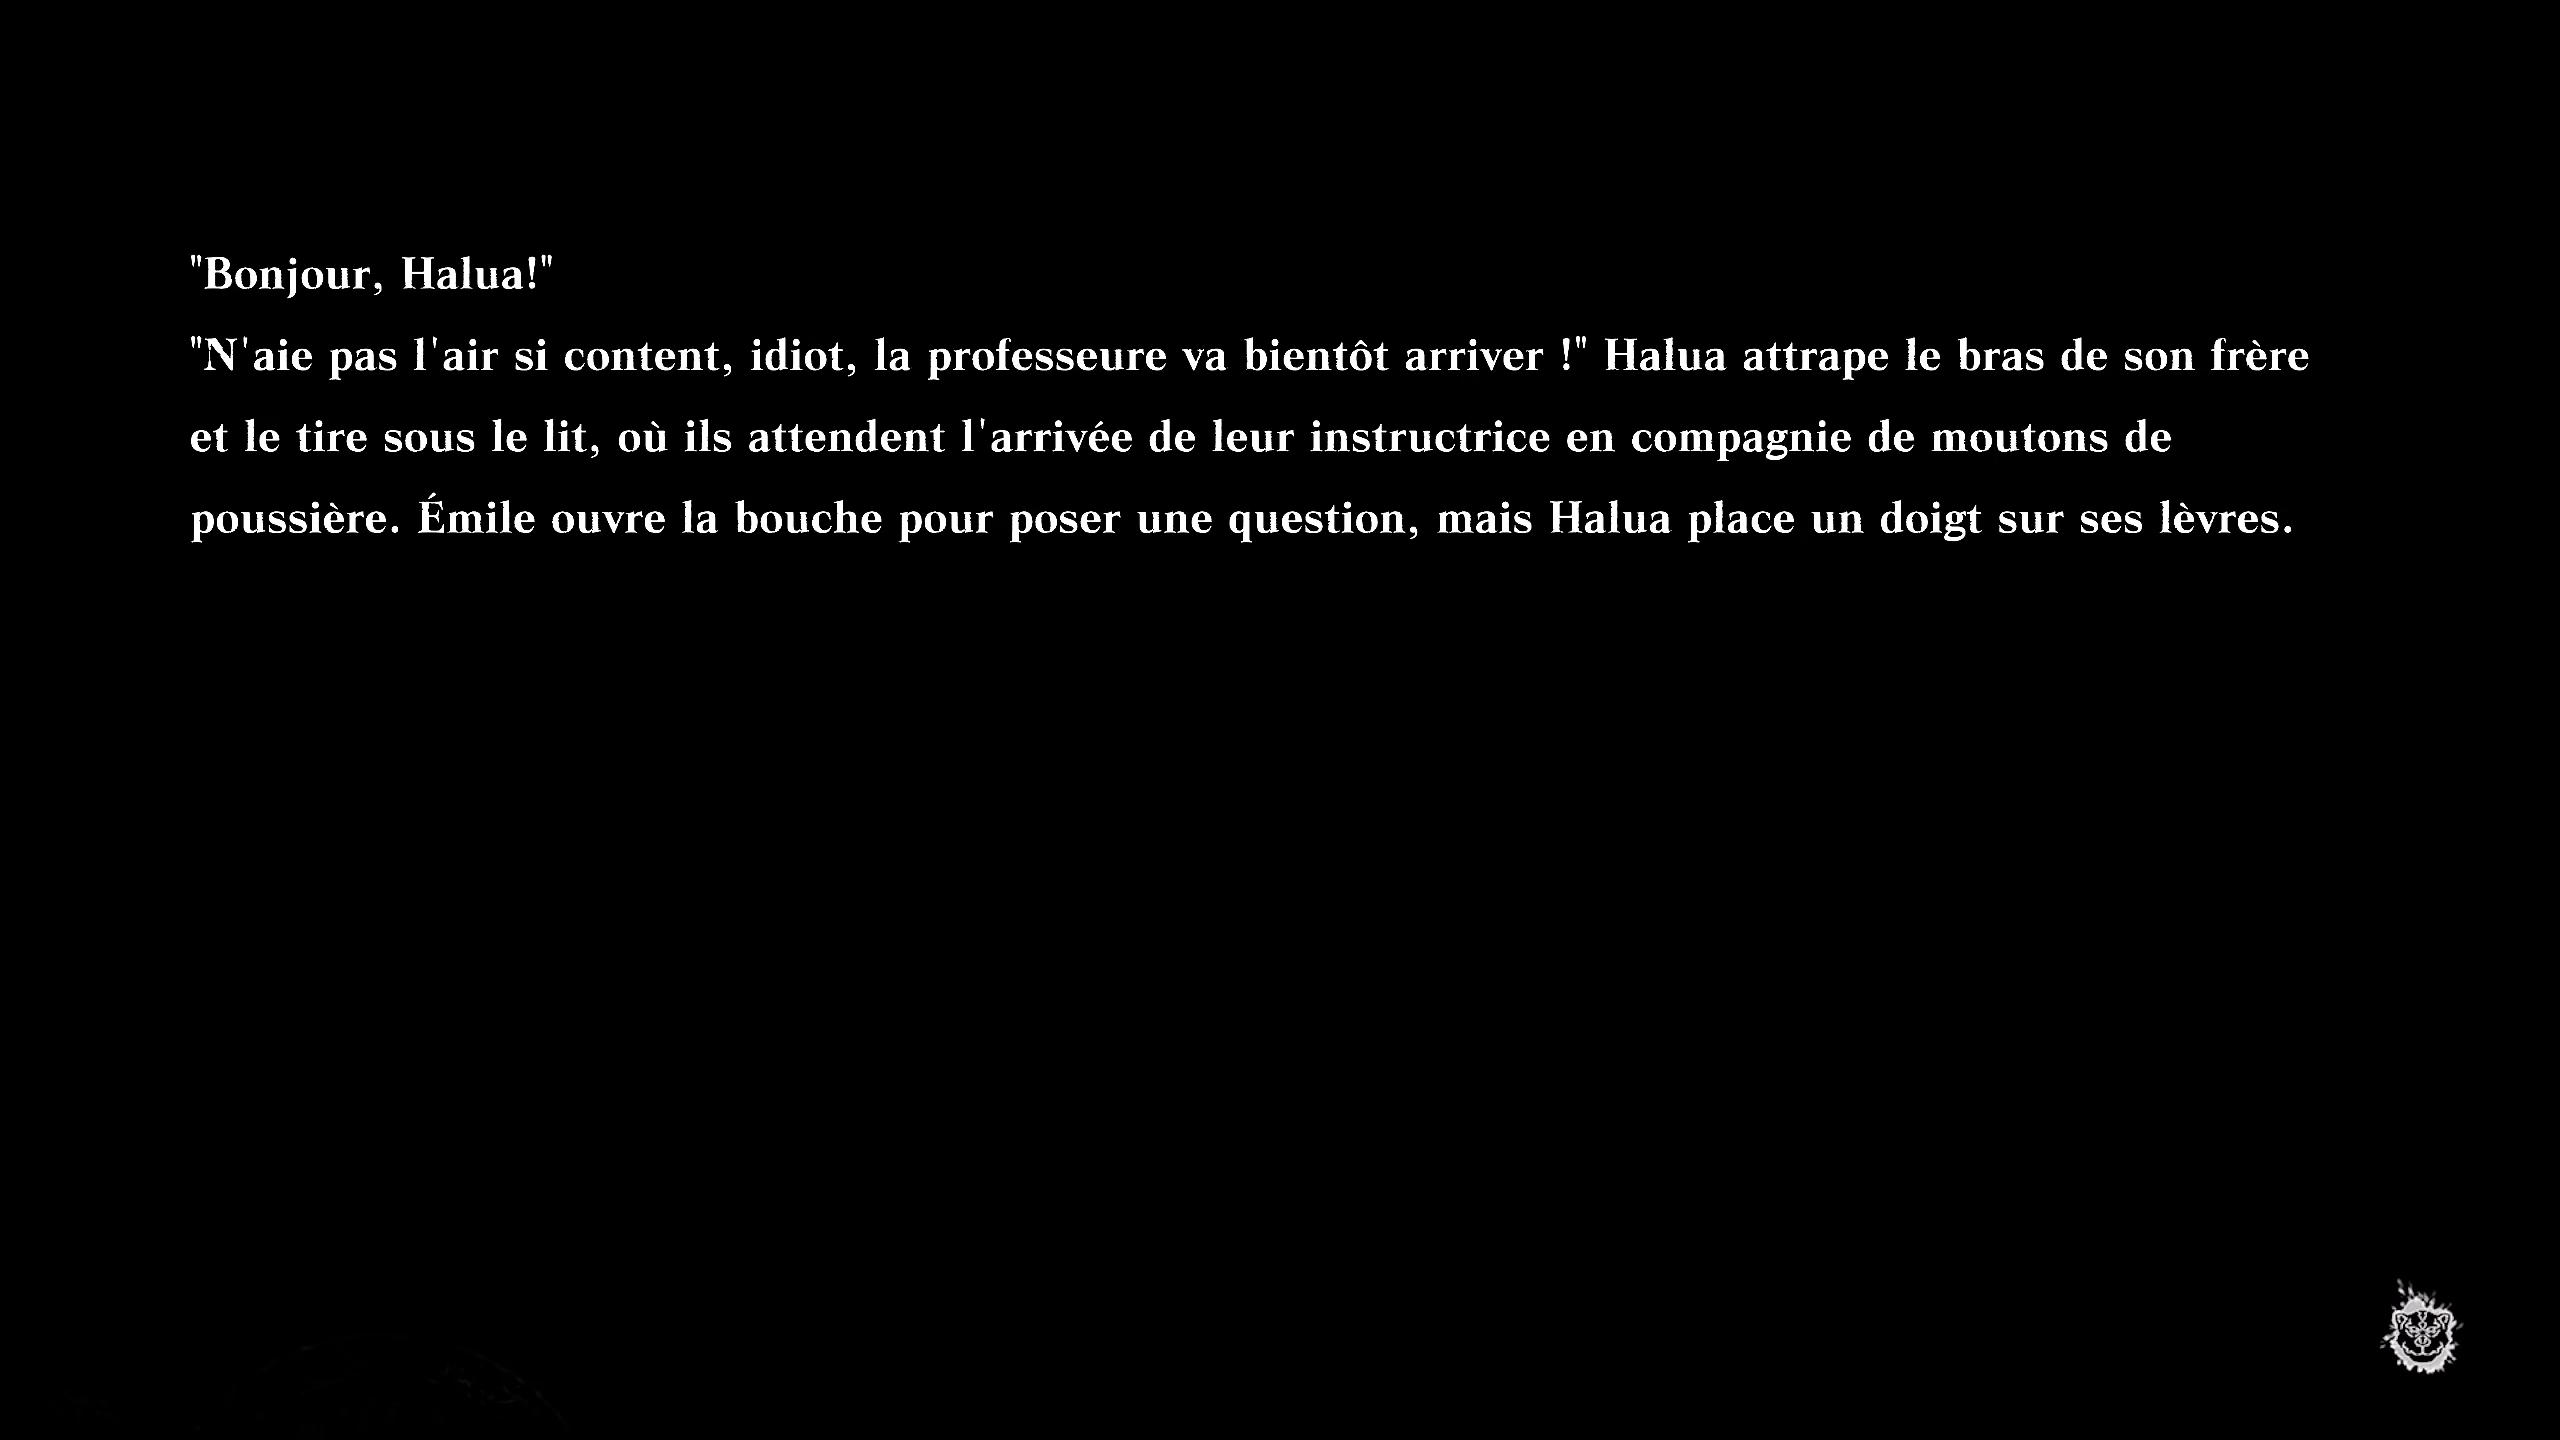 "Bonjour, Halua!"
"N'aie pas l'air si content, idiot, la professeure va bientôt arriver !" Halua attrape le bras de son frère
et le tire sous le lit, où ils attendent l'arrivée de leur instructrice en compagnie de moutons de
poussière. Émile ouvre la bouche pour poser une question, mais Halua place un doigt sur ses lèvres.